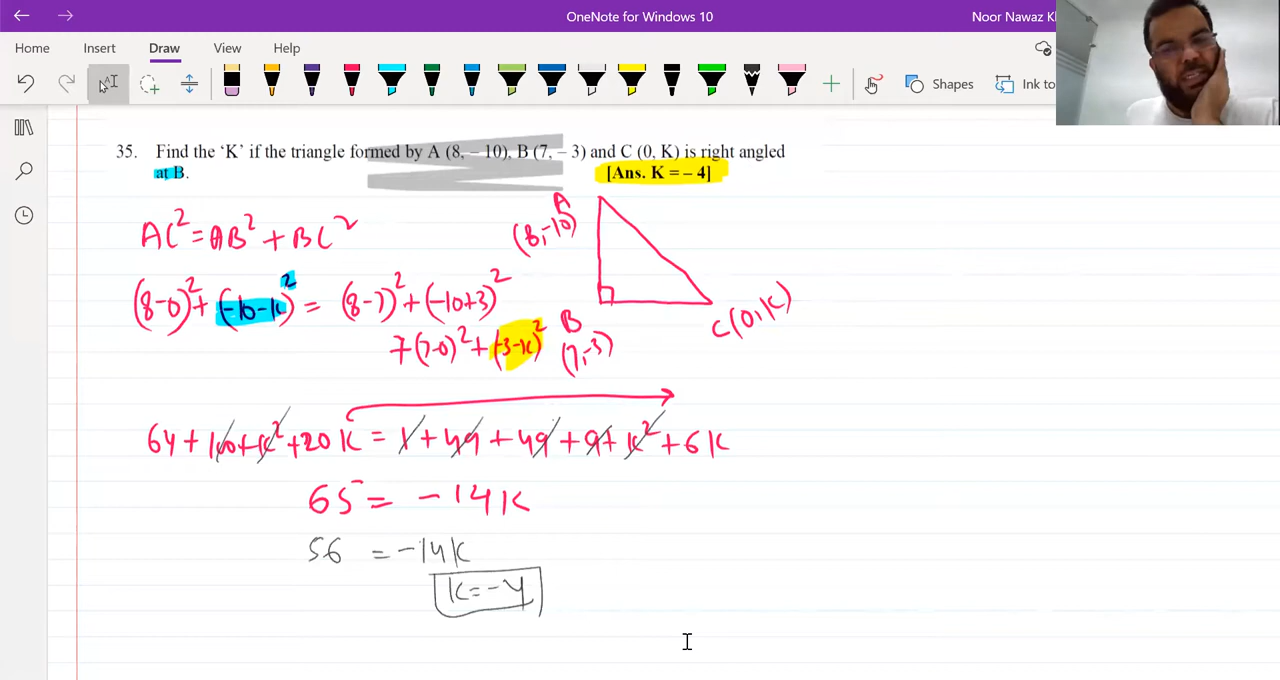 OneNote for Windows 10
Noor Nawaz Kh
Home Insert Draw View Help
Shapes
Ink to
35. Find the ‘K’ if the triangle formed by A (8, – 10), B (7, – 3) and C (0, K) is right angled
at B. [Ans. K = – 4]
AC² = AB² + BC²
A
(8,-10)
(8-0)² + (-10-K)² = (8-7)² + (-10+3)²
C(0,K)
B
7(7-0)² + (-3-K)²
(7,-3)
64 + 100 + K² + 20K = 1 + 49 + 49 + 9 + K² + 6K
65 = -14K
56 = -14K
K = -4